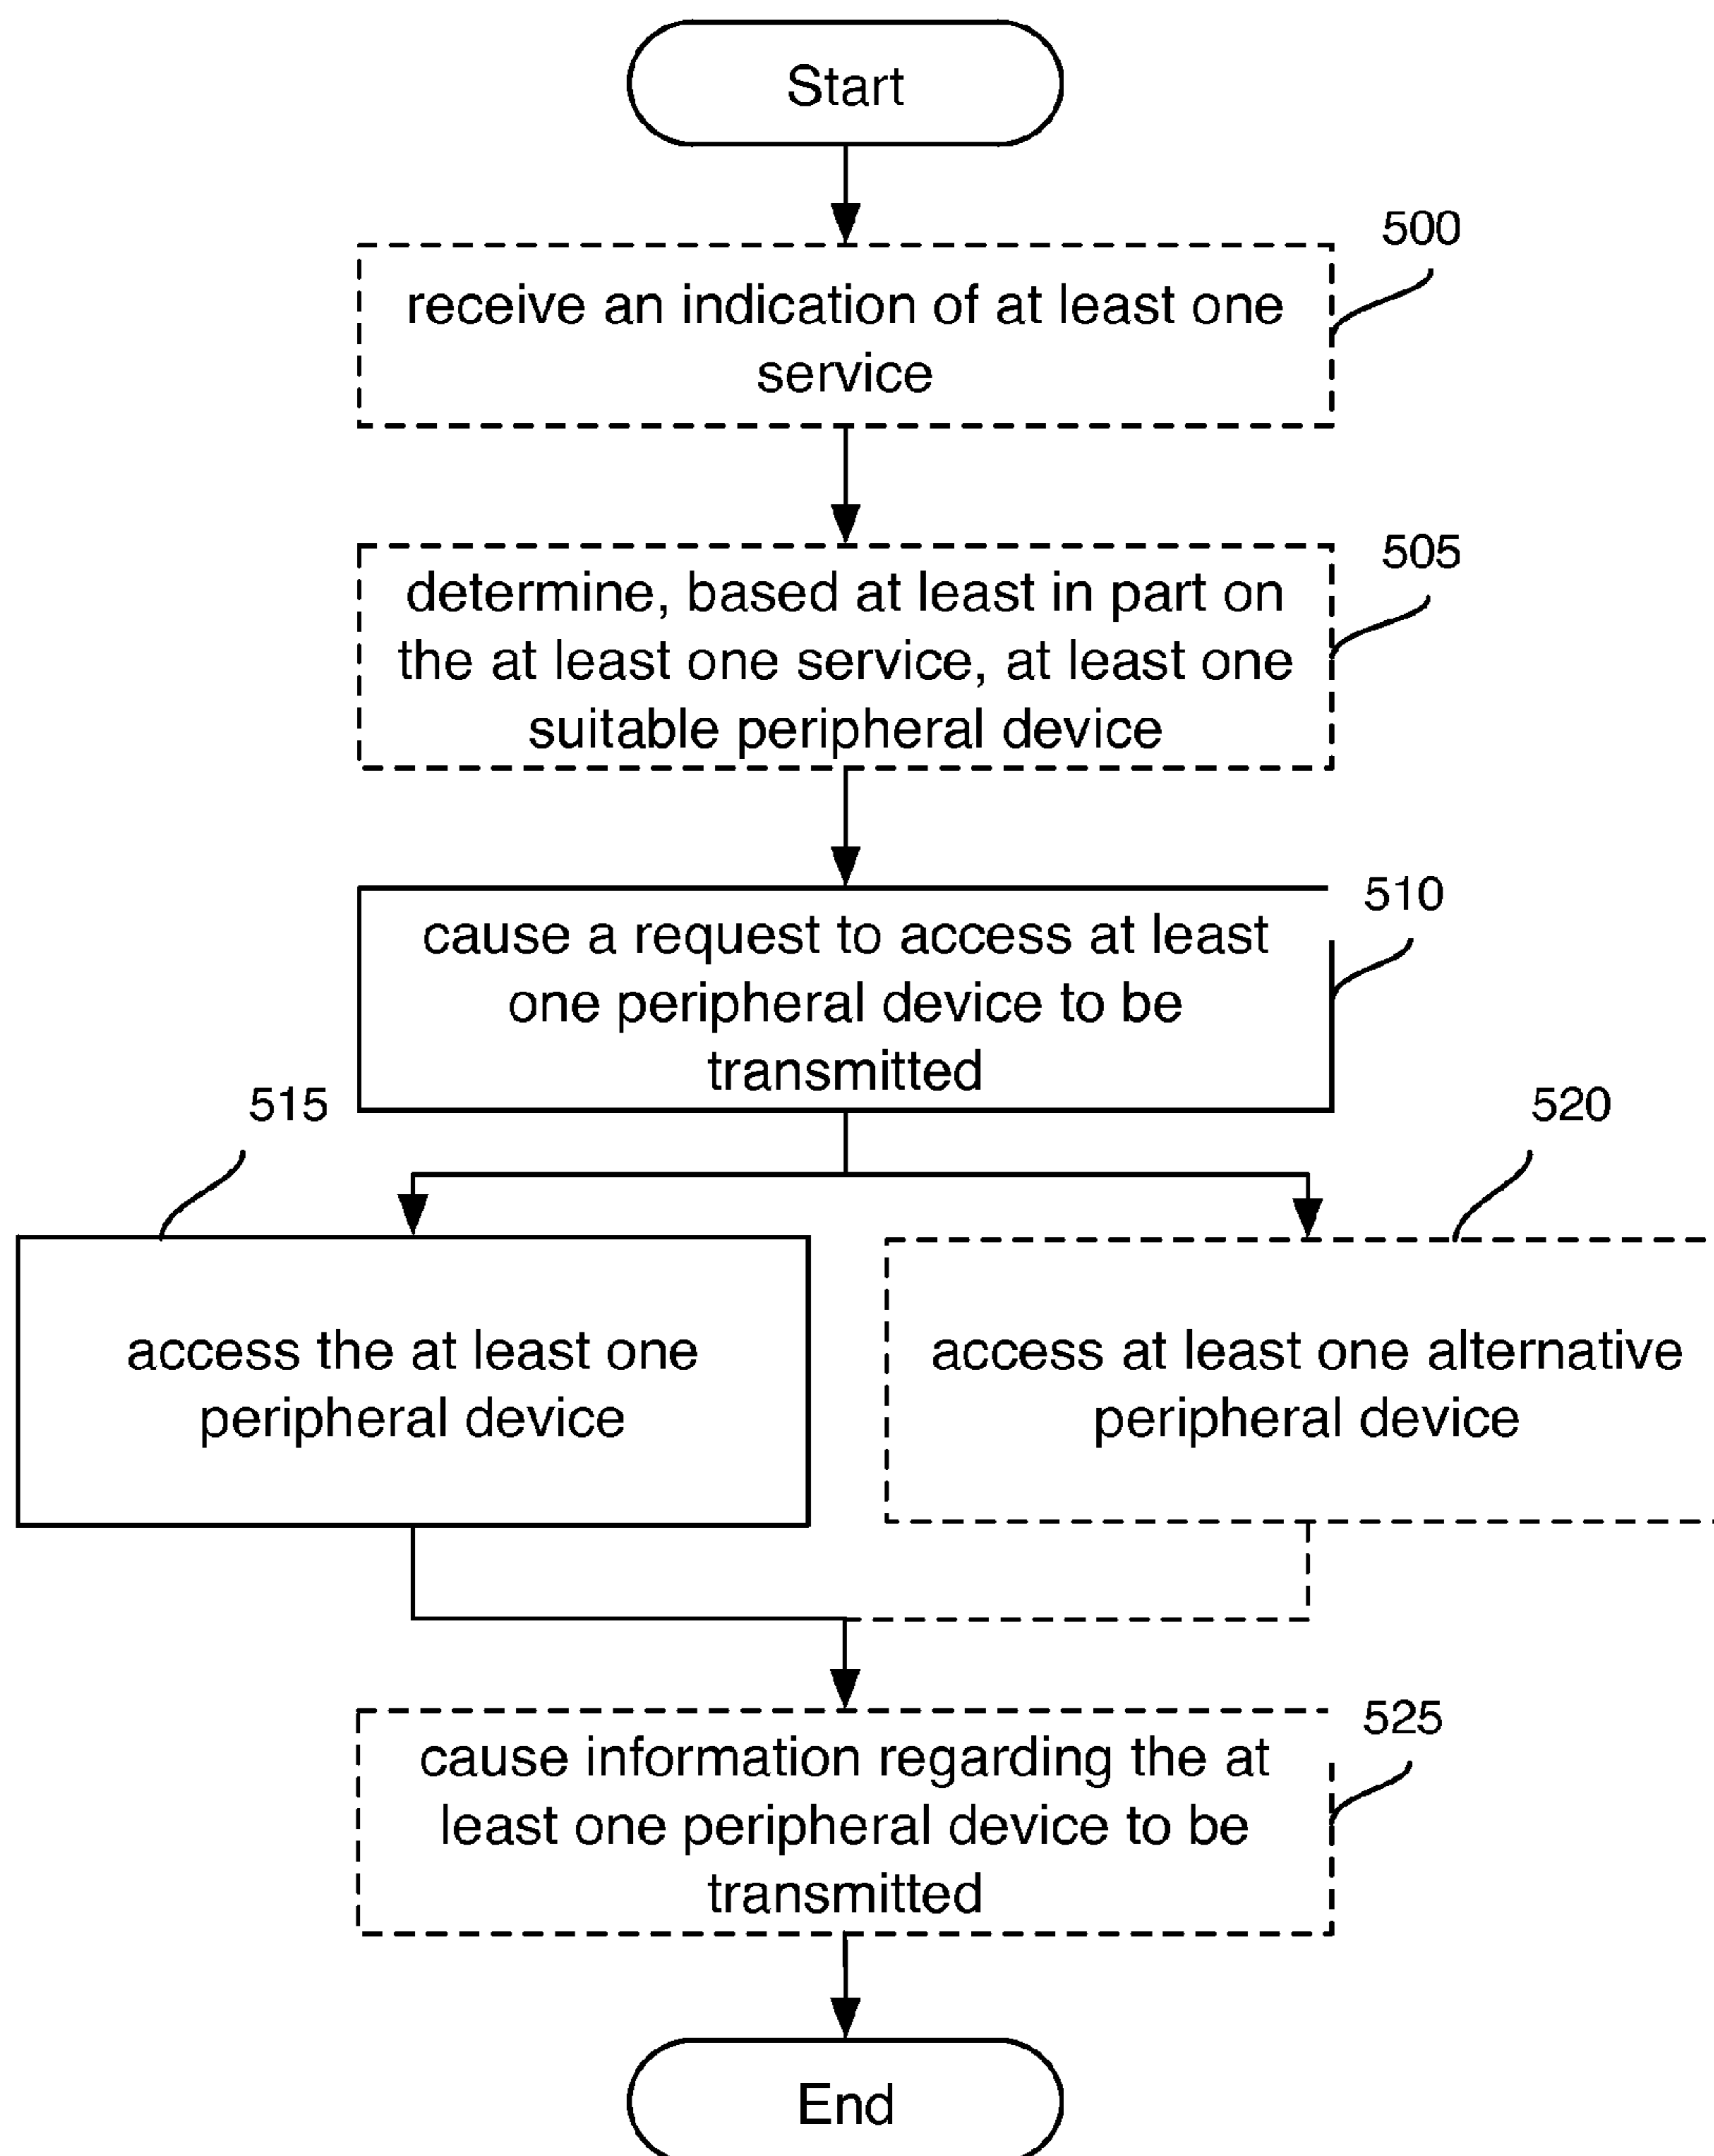 Start
500
receive an indication of at least one
service
505
determine, based at least in part on
the at least one service, at least one
suitable peripheral device
510
cause a request to access at least
one peripheral device to be
transmitted
515
520
access the at least one
peripheral device
access at least one alternative
peripheral device
525
cause information regarding the at
least one peripheral device to be
transmitted
End